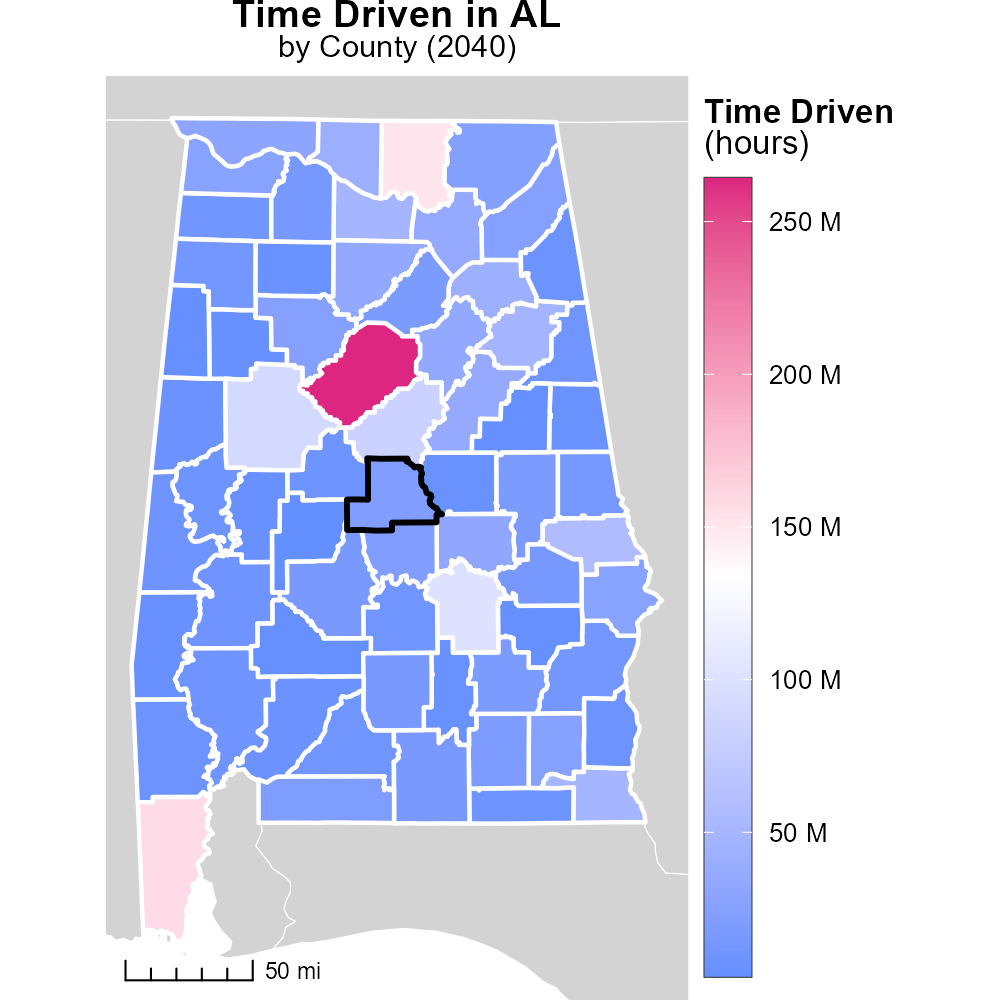 Time Driven in AL
by County (2040)
Time Driven
(hours)
250 M
200 M
150 M
100 M
50 M
50 mi